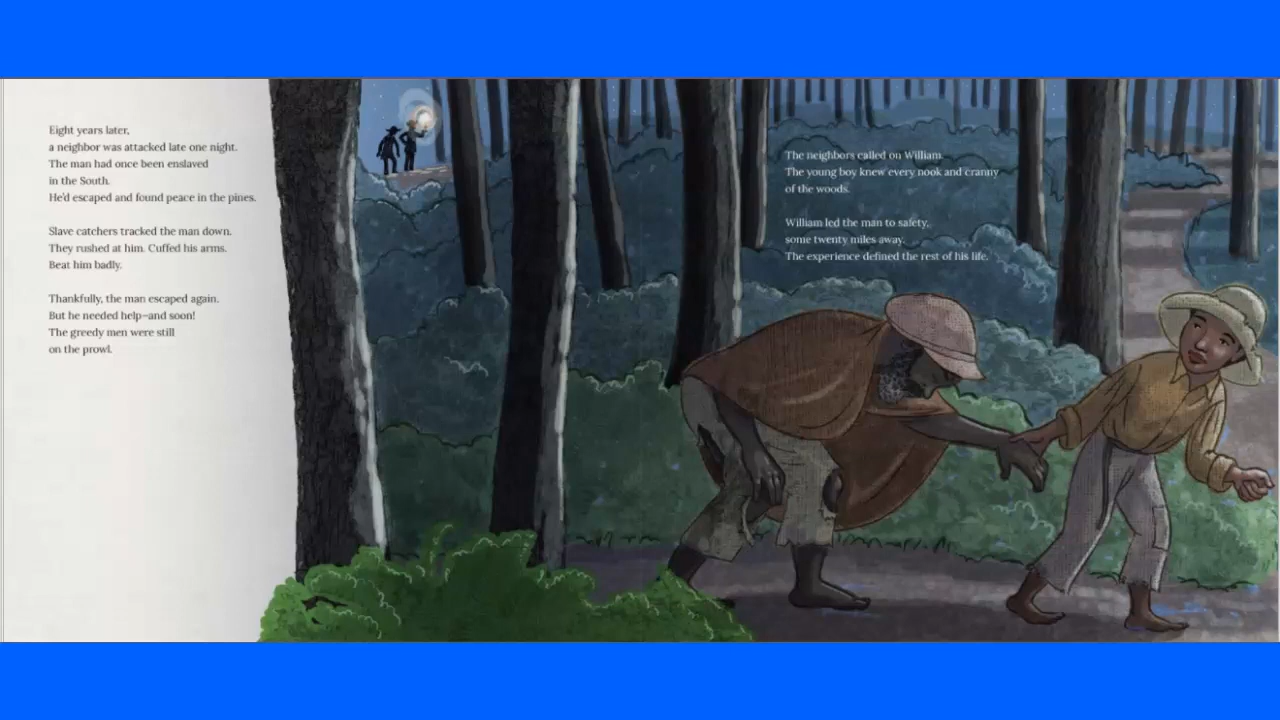 Eight years later,
a neighbor was attacked late one night.
The man had once been enslaved
in the South.
He'd escaped and found peace in the pines.
Slave catchers tracked the man down.
They rushed at him. Cuffed his arms.
Beat him badly.
Thankfully, the man escaped again.
But he needed help—and soon!
The greedy men were still
on the prowl.
The neighbors called on William.
The young boy knew every nook and cranny
of the woods.
William led the man to safety,
some twenty miles away.
The experience defined the rest of his life.